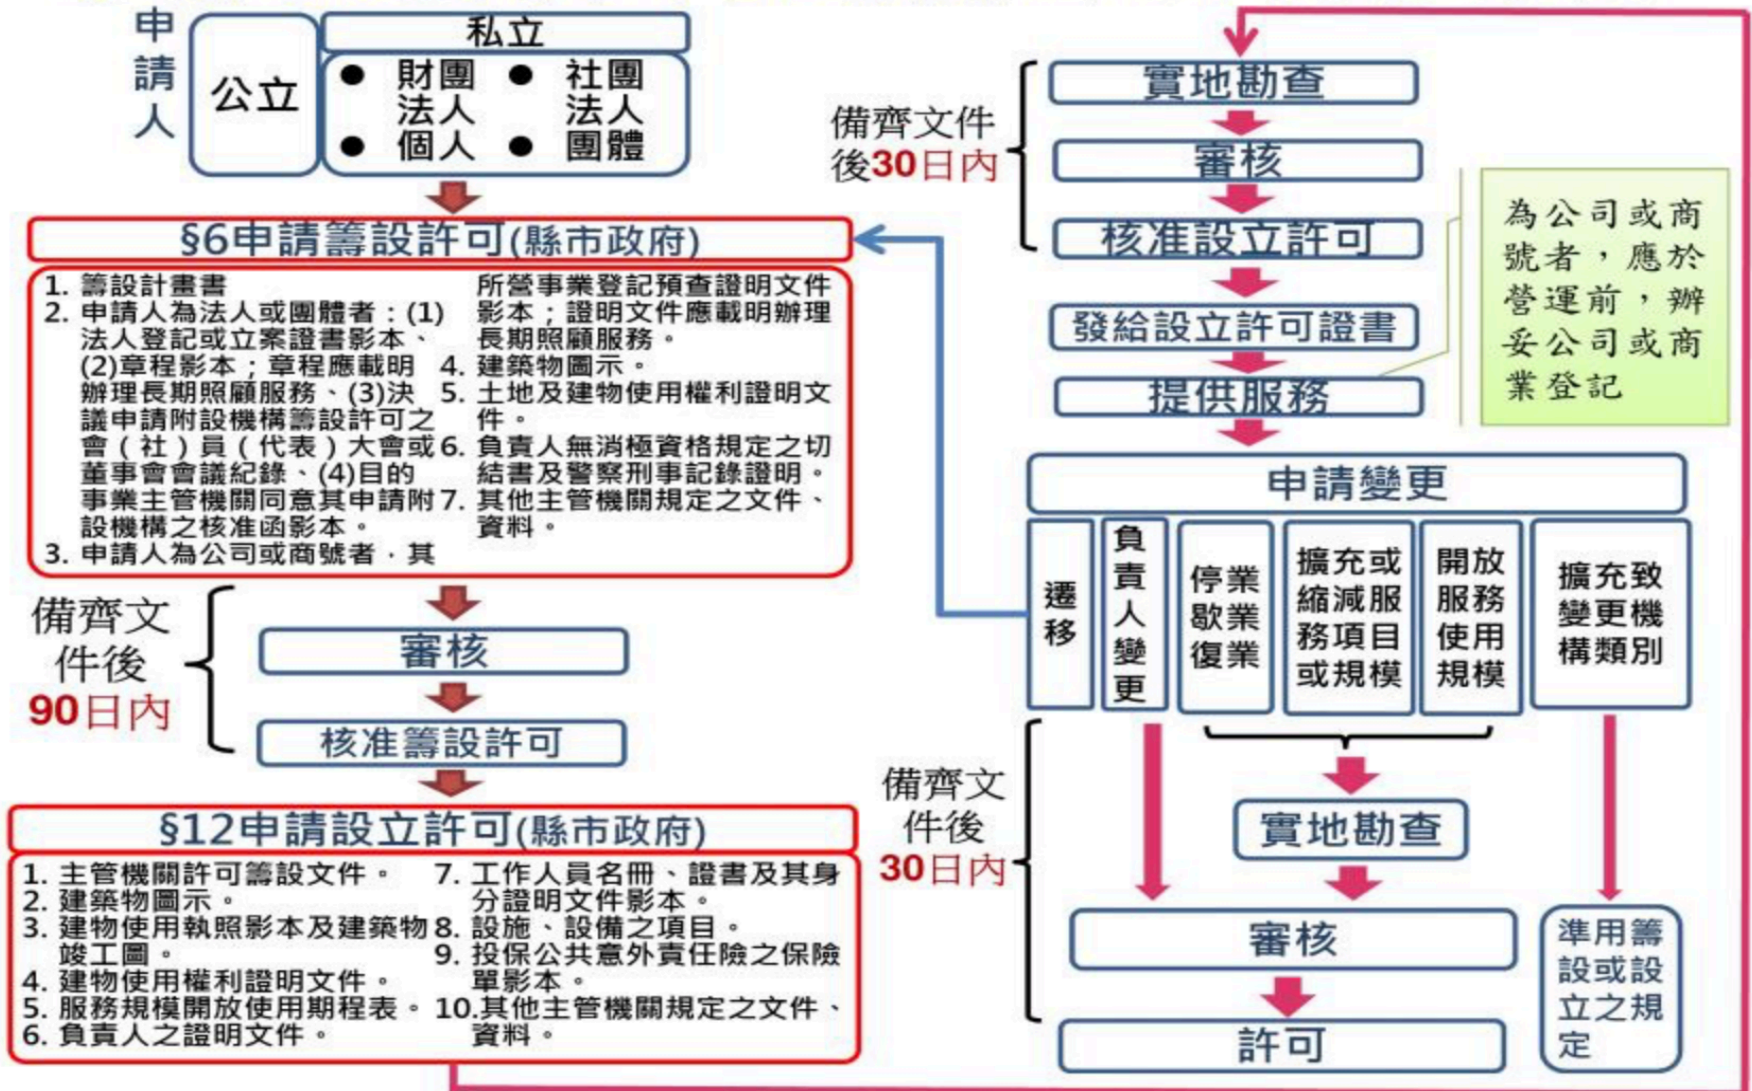 申請人
公立
私立
● 財團法人
● 社團法人
● 個人
● 團體
§6申請籌設許可(縣市政府)
1. 籌設計畫書
2. 申請人為法人或團體者：(1)
法人登記或立案證書影本、
(2)章程影本；章程應載明
辦理長期照顧服務、(3)決
議申請附設機構籌設許可之
會（社）員（代表）大會或
董事會會議紀錄、(4)目的
事業主管機關同意其申請附
設機構之核准函影本。
3. 申請人為公司或商號者，其
所營事業登記預查證明文件
影本；證明文件應載明辦理
長期照顧服務。
4. 建築物圖示。
5. 土地及建物使用權利證明文
件。
6. 負責人無消極資格規定之切
結書及警察刑事記錄證明。
7. 其他主管機關規定之文件、
資料。
備齊文
件後
90日內
審核
核准籌設許可
§12申請設立許可(縣市政府)
1. 主管機關許可籌設文件。
2. 建築物圖示。
3. 建物使用執照影本及建築物
竣工圖。
4. 建物使用權利證明文件。
5. 服務規模開放使用期程表。
6. 負責人之證明文件。
7. 工作人員名冊、證書及其身
分證明文件影本。
8. 設施、設備之項目。
9. 投保公共意外責任險之保險
單影本。
10.其他主管機關規定之文件、
資料。
備齊文件
後30日內
實地勘查
審核
核准設立許可
發給設立許可證書
提供服務
為公司或商
號者，應於
營運前，辦
妥公司或商
業登記
申請變更
遷移
負責人變更
停業
歇業
復業
擴充或
縮減服
務項目
或規模
開放
服務
使用
規模
擴充致
變更機
構類別
備齊文
件後
30日內
實地勘查
審核
許可
準用籌
設或設
立之規
定